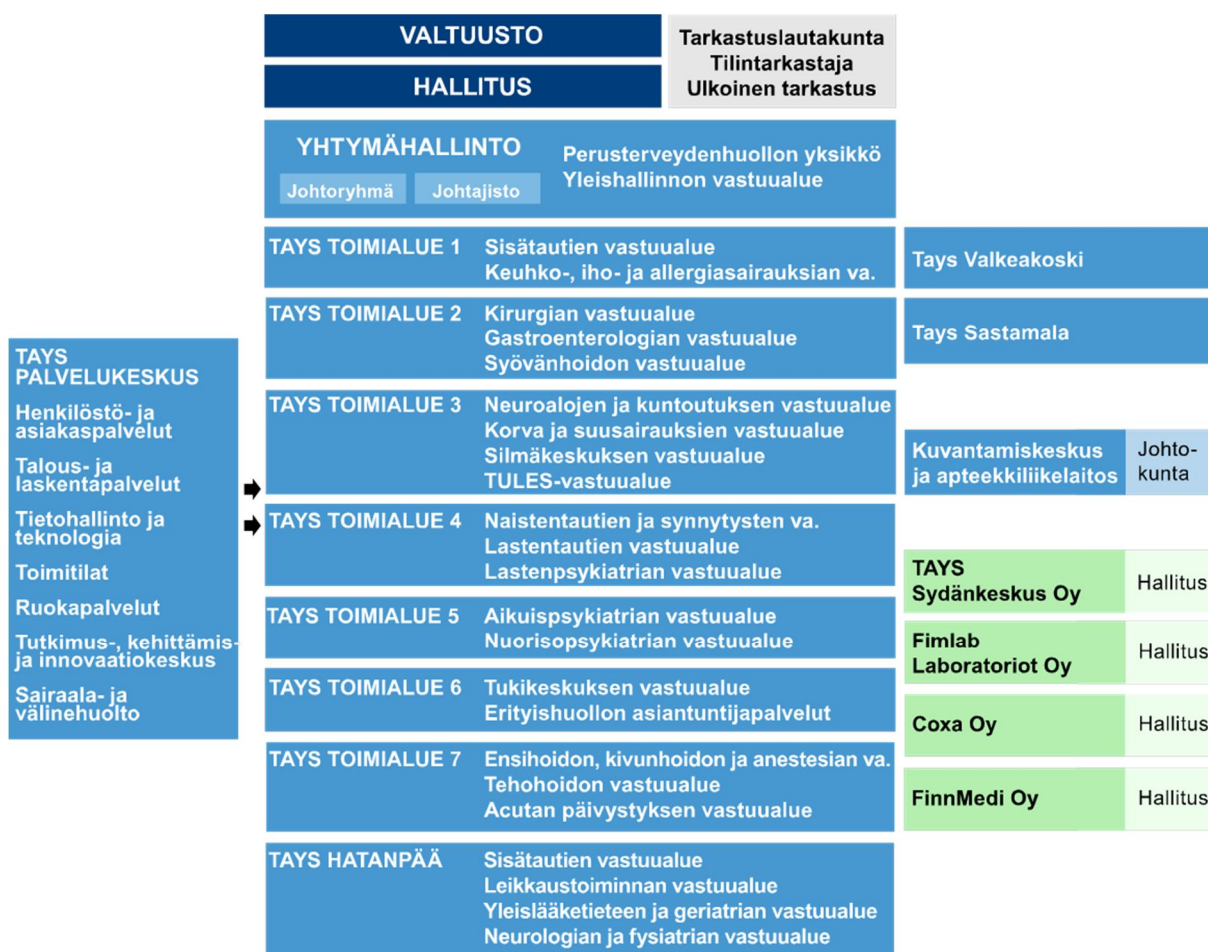 VALTUUSTO
HALLITUS
Tarkastuslautakunta
Tilintarkastaja
Ulkoinen tarkastus
YHTYMÄHALLINTO
Johtoryhmä
Johtajisto
Perusterveydenhuollon yksikkö
Yleishallinnon vastuualue
TAYS TOIMIALUE 1
Sisätautien vastuualue
Keuhko-, iho- ja allergiasairauksian va.
Tays Valkeakoski
TAYS TOIMIALUE 2
Kirurgian vastuualue
Gastroenterologian vastuualue
Syövänhoidon vastuualue
Tays Sastamala
TAYS
PALVELUKESKUS
Henkilöstö- ja
asiakaspalvelut
Talous- ja
laskentapalvelut
Tietohallinto ja
teknologia
Toimitilat
Ruokapalvelut
Tutkimus-, kehittämis-
ja innovaatiokeskus
Sairaala- ja
välinehuolto
TAYS TOIMIALUE 3
Neuroalojen ja kuntoutuksen vastuualue
Korva ja suusairauksien vastuualue
Silmäkeskuksen vastuualue
TULES-vastuualue
Kuvantamiskeskus
ja apteekkiliikelaitos
Johto-
kunta
TAYS TOIMIALUE 4
Naistentautien ja synnytysten va.
Lastentautien vastuualue
Lastenpsykiatrian vastuualue
TAYS
Sydänkeskus Oy
Hallitus
TAYS TOIMIALUE 5
Aikuispsykiatrian vastuualue
Nuorisopsykiatrian vastuualue
Fimlab
Laboratoriot Oy
Hallitus
TAYS TOIMIALUE 6
Tukikeskuksen vastuualue
Erityishuollon asiantuntijapalvelut
Coxa Oy
Hallitus
TAYS TOIMIALUE 7
Ensihoidon, kivunhoidon ja anestesian va.
Tehohoidon vastuualue
Acutan päivystyksen vastuualue
FinnMedi Oy
Hallitus
TAYS HATANPÄÄ
Sisätautien vastuualue
Leikkaustoiminnan vastuualue
Yleislääketieteen ja geriatrian vastuualue
Neurologian ja fysiatrian vastuualue